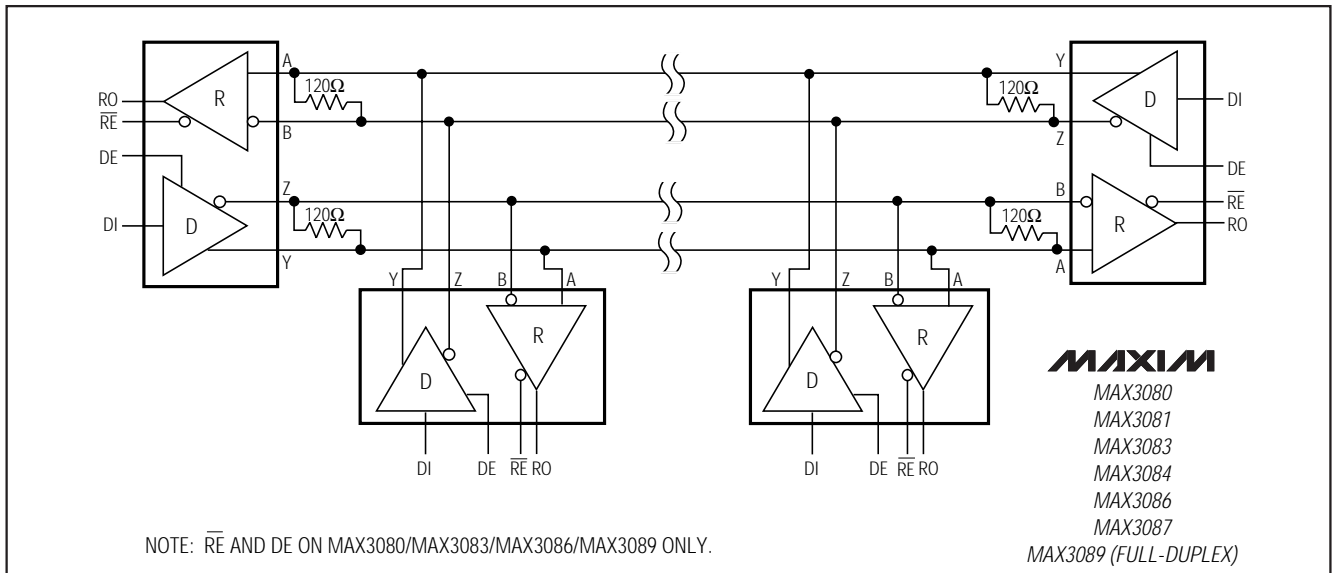 A
Y
120Ω
120Ω
RO
R
D
DI
RE
B
Z
DE
DE
Z
B
RE
120Ω
120Ω
DI
D
R
RO
Y
A
Y
Z
B
A
Y
Z
B
A
R
R
D
D
MAXIM
MAX3080
MAX3081
MAX3083
MAX3084
MAX3086
MAX3087
MAX3089 (FULL-DUPLEX)
DI
DE
RE
RO
DI
DE
RE
RO
NOTE: RE AND DE ON MAX3080/MAX3083/MAX3086/MAX3089 ONLY.